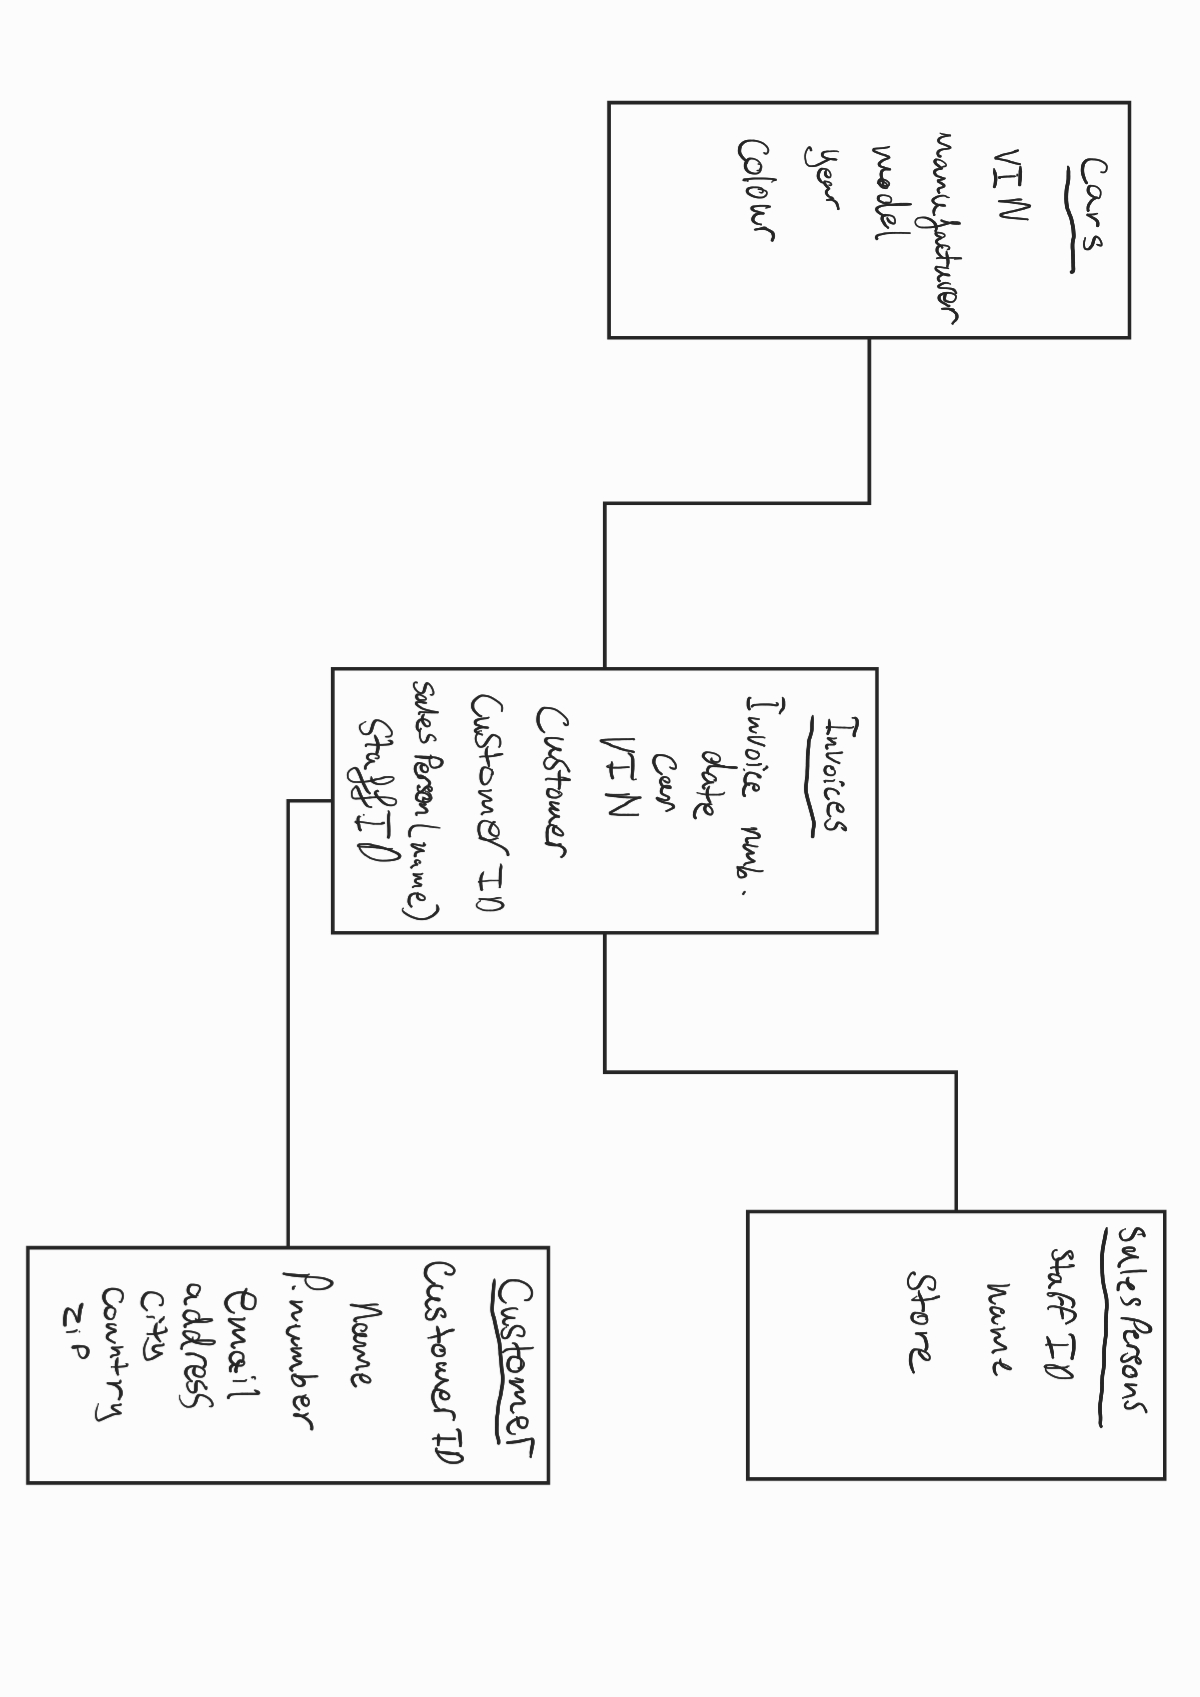 Cars
VIN
manufacturer
model
year
Colour
Invoices
Invoice numb.
date
Car
VIN
Customer
Customer ID
Sales Person (name)
Staff ID
Sales Persons
Staff ID
name
Store
Customer
Customer ID
Name
P. number
email
address
city
country
zip